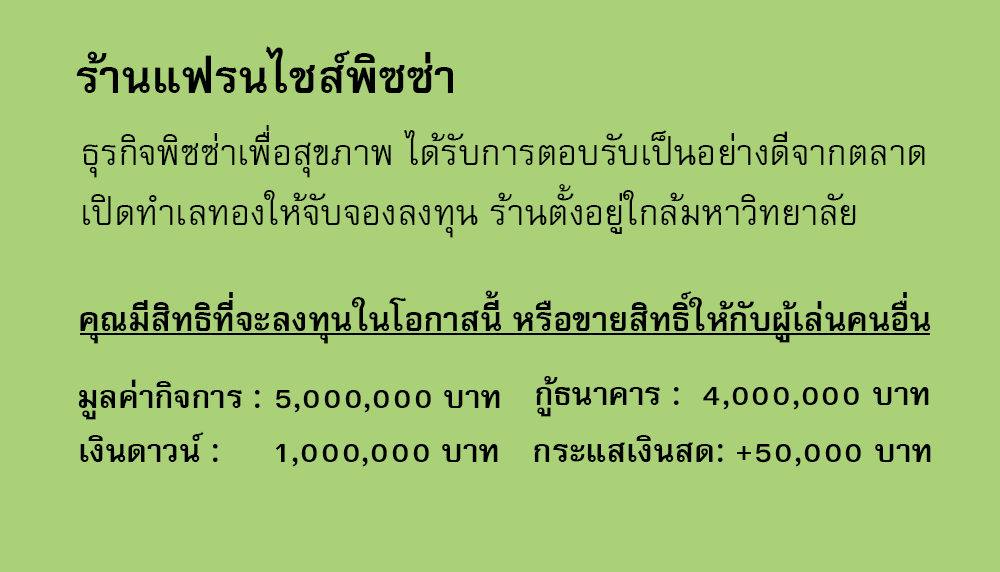 ร้านแฟรนไชส์พิซซ่า
ธุรกิจพิซซ่าเพื่อสุขภาพ ได้รับการตอบรับเป็นอย่างดีจากตลาด
เปิดทำเลทองให้จับจองลงทุน ร้านตั้งอยู่ใกล้มหาวิทยาลัย
คุณมีสิทธิที่จะลงทุนในโอกาสนี้ หรือขายสิทธิ์ให้กับผู้เล่นคนอื่น
มูลค่ากิจการ : 5,000,000 บาท กู้ธนาคาร : 4,000,000 บาท
เงินดาวน์ : 1,000,000 บาท กระแสเงินสด: +50,000 บาท